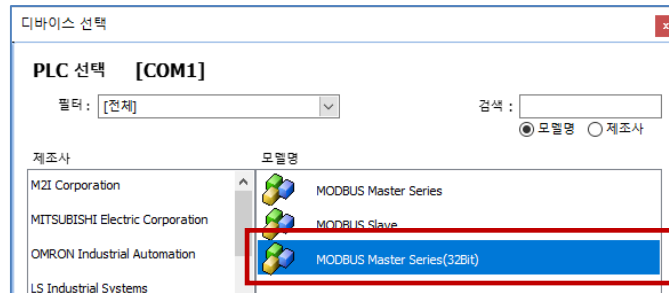 디바이스 선택
x
PLC 선택 [COM1]
필터 : [전체]
검색 :
모델명 제조사
제조사
모델명
M2I Corporation
MITSUBISHI Electric Corporation
OMRON Industrial Automation
LS Industrial Systems
MODBUS Master Series
MODBUS Slave
MODBUS Master Series(32Bit)